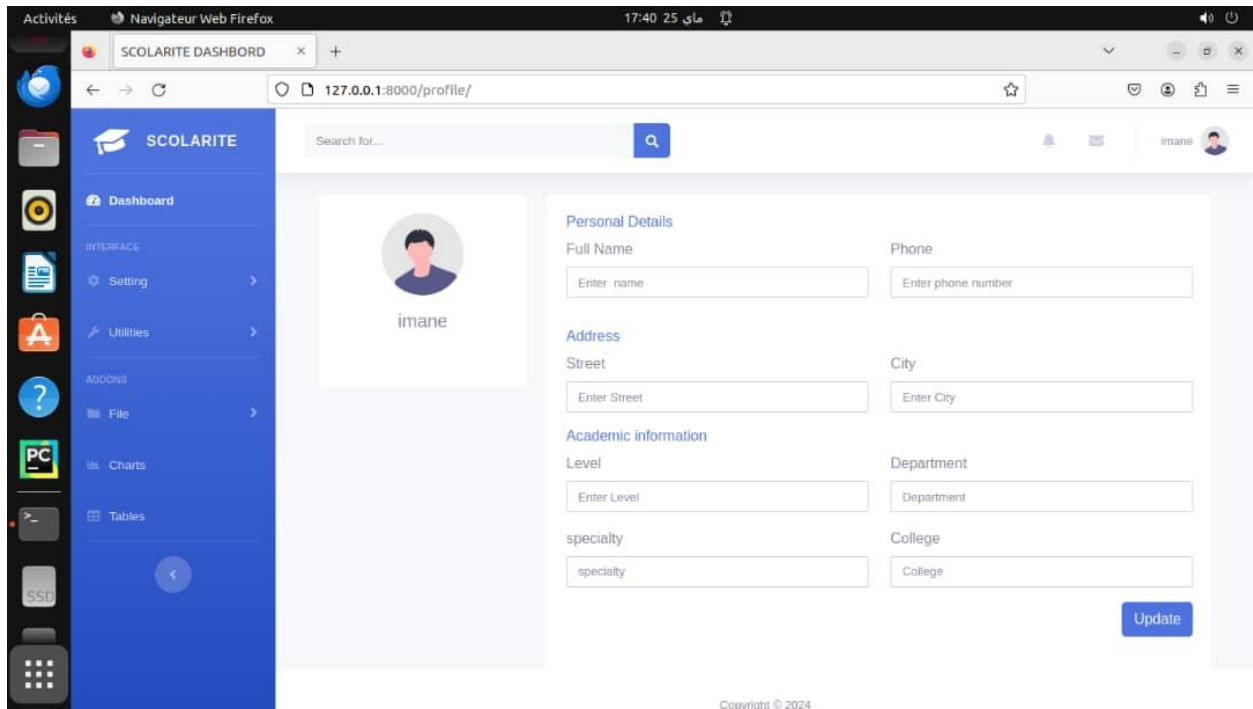 Activités Navigateur Web Firefox 17:40 25 ماي
SCOLARITE DASHBORD
127.0.0.1:8000/profile/
SCOLARITE
Search for...
imane
Dashboard
INTERFACE
Setting
Utilities
ADDONS
File
Charts
Tables
imane
Personal Details
Full Name Phone
Enter name Enter phone number
Address
Street City
Enter Street Enter City
Academic information
Level Department
Enter Level Department
specialty College
specialty College
Update
Copyright © 2024
PC
>_
SSD